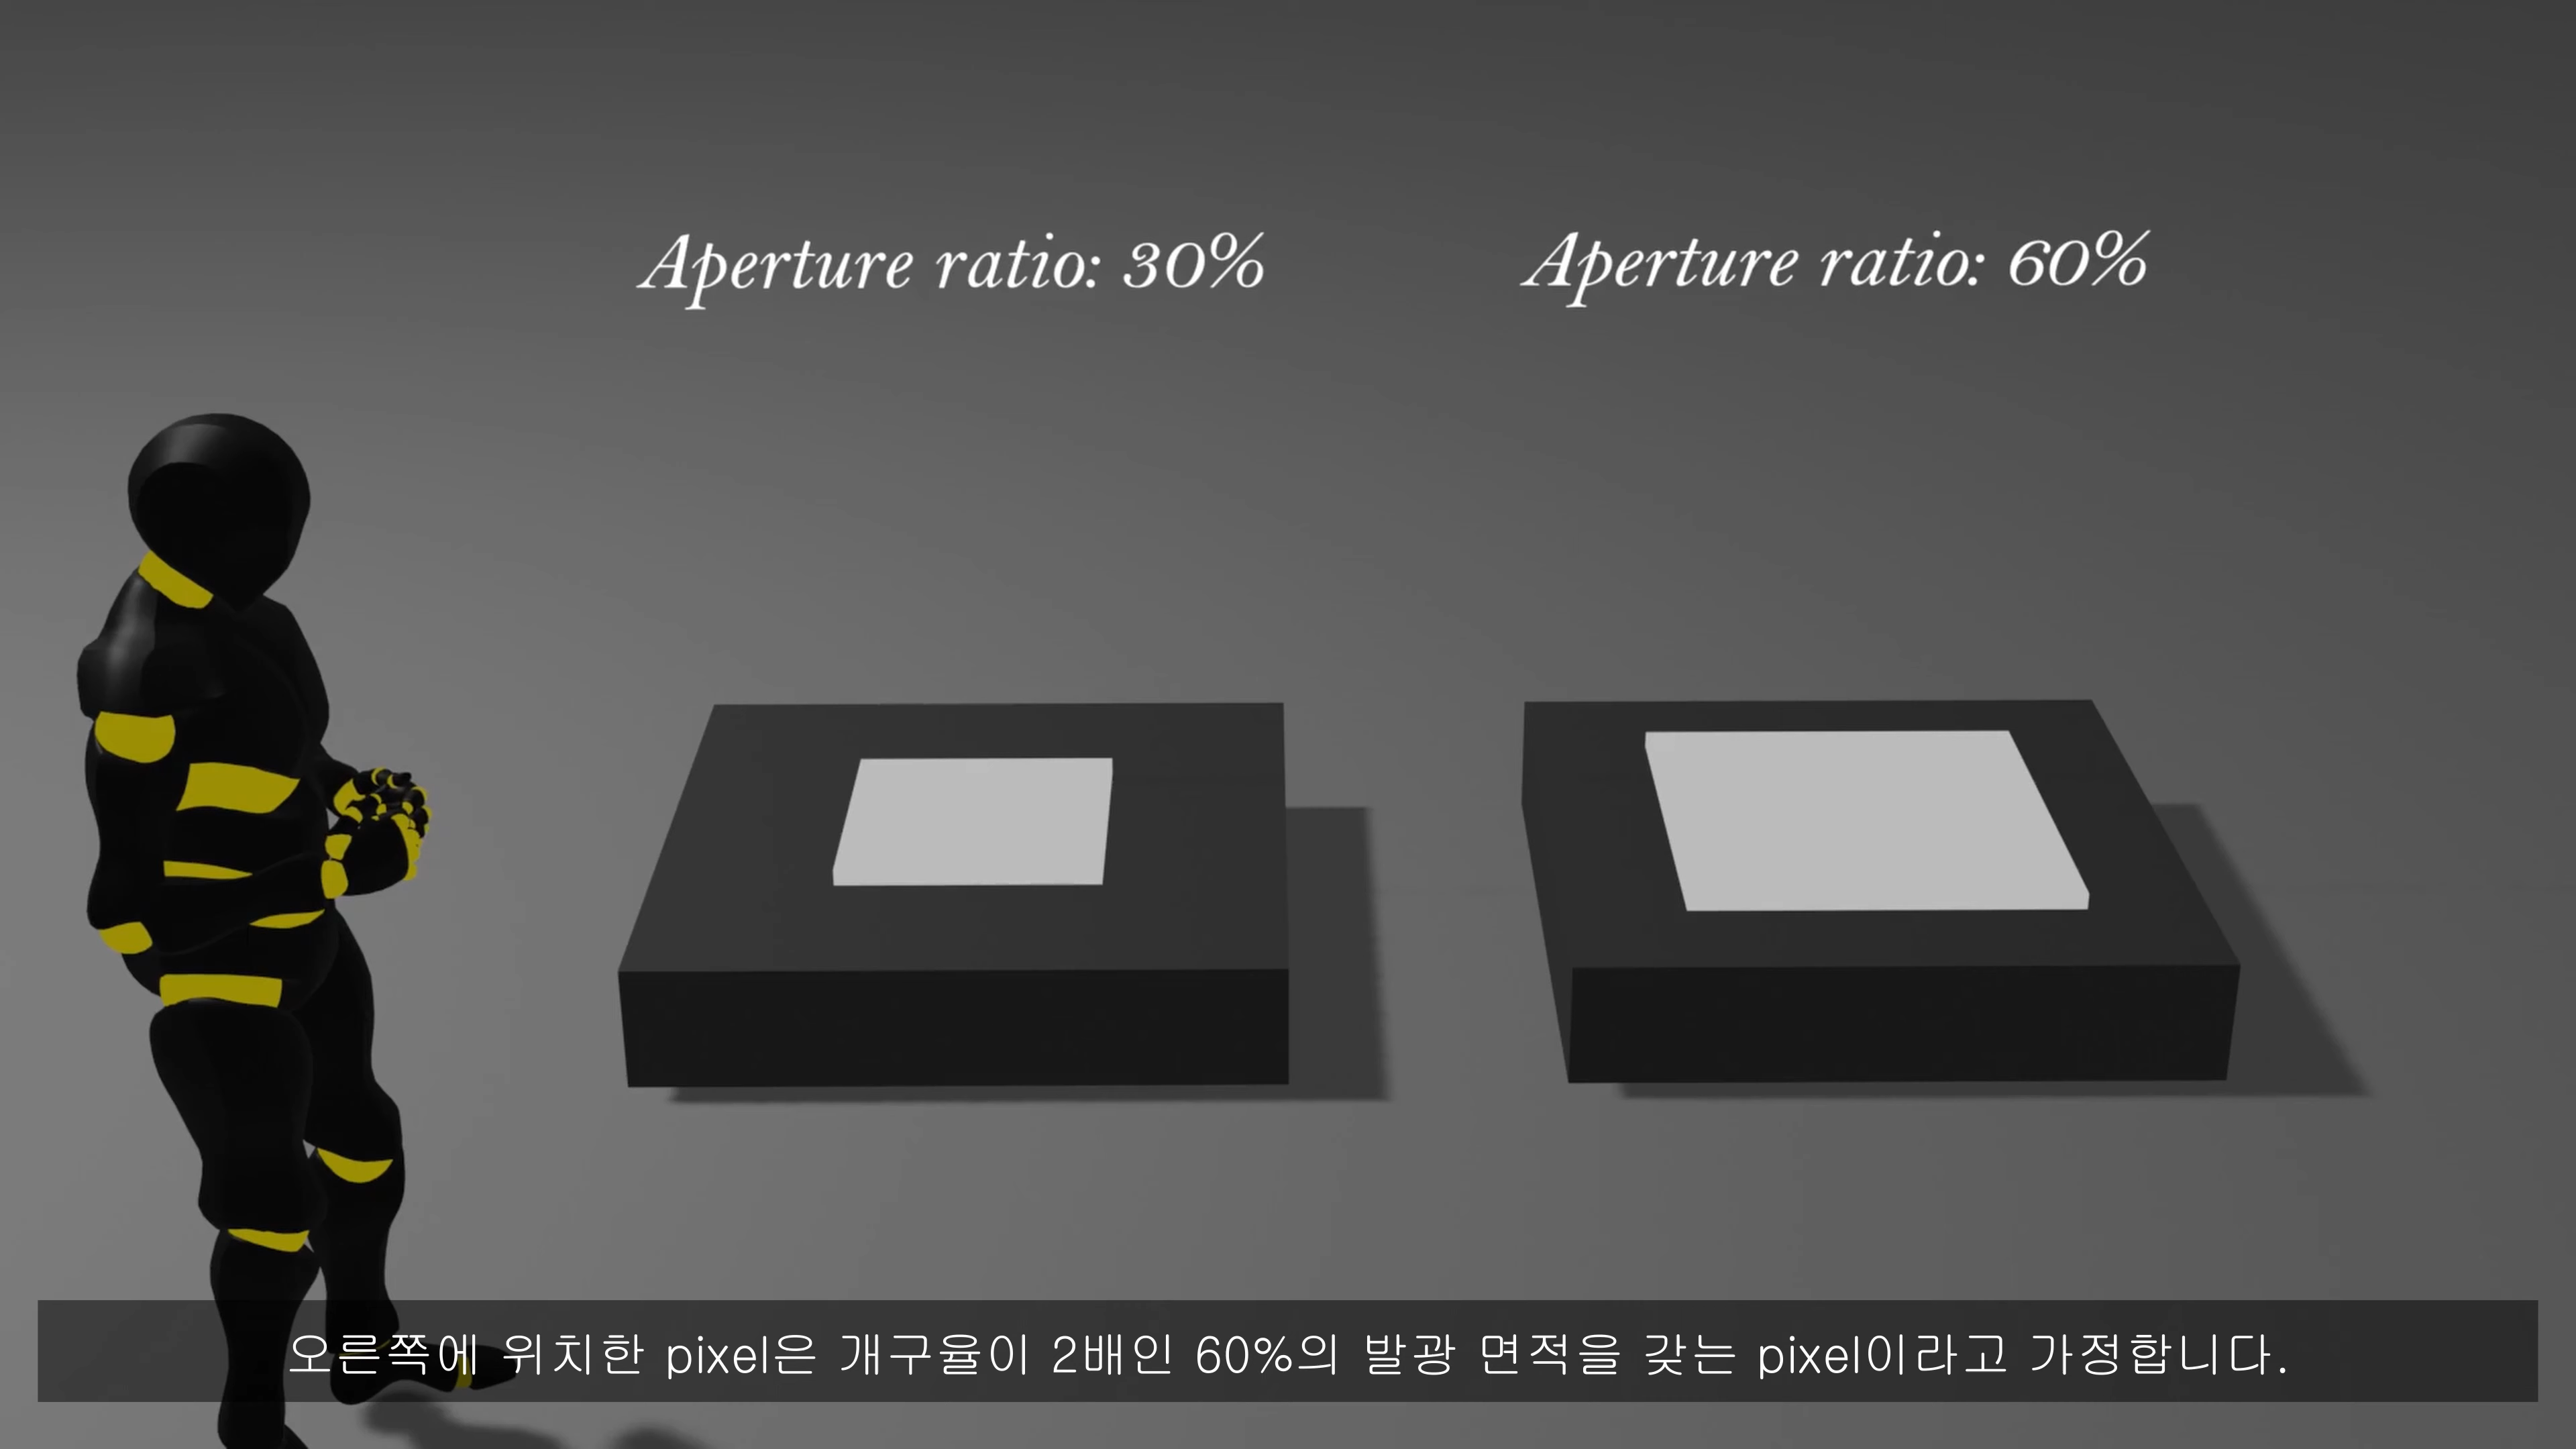 Aperture ratio: 30%
Aperture ratio: 60%
오른쪽에 위치한 pixel은 개구율이 2배인 60%의 발광 면적을 갖는 pixel이라고 가정합니다.